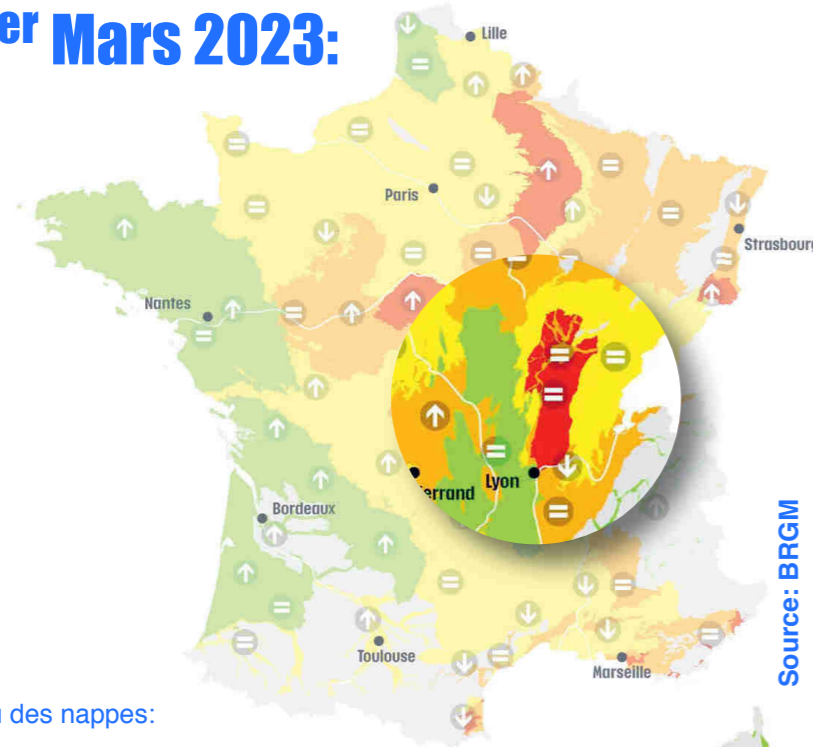 er Mars 2023:
Lille
Paris
Strasbourg
Nantes
errand
Lyon
Bordeaux
Toulouse
Marseille
Source: BRGM
des nappes: